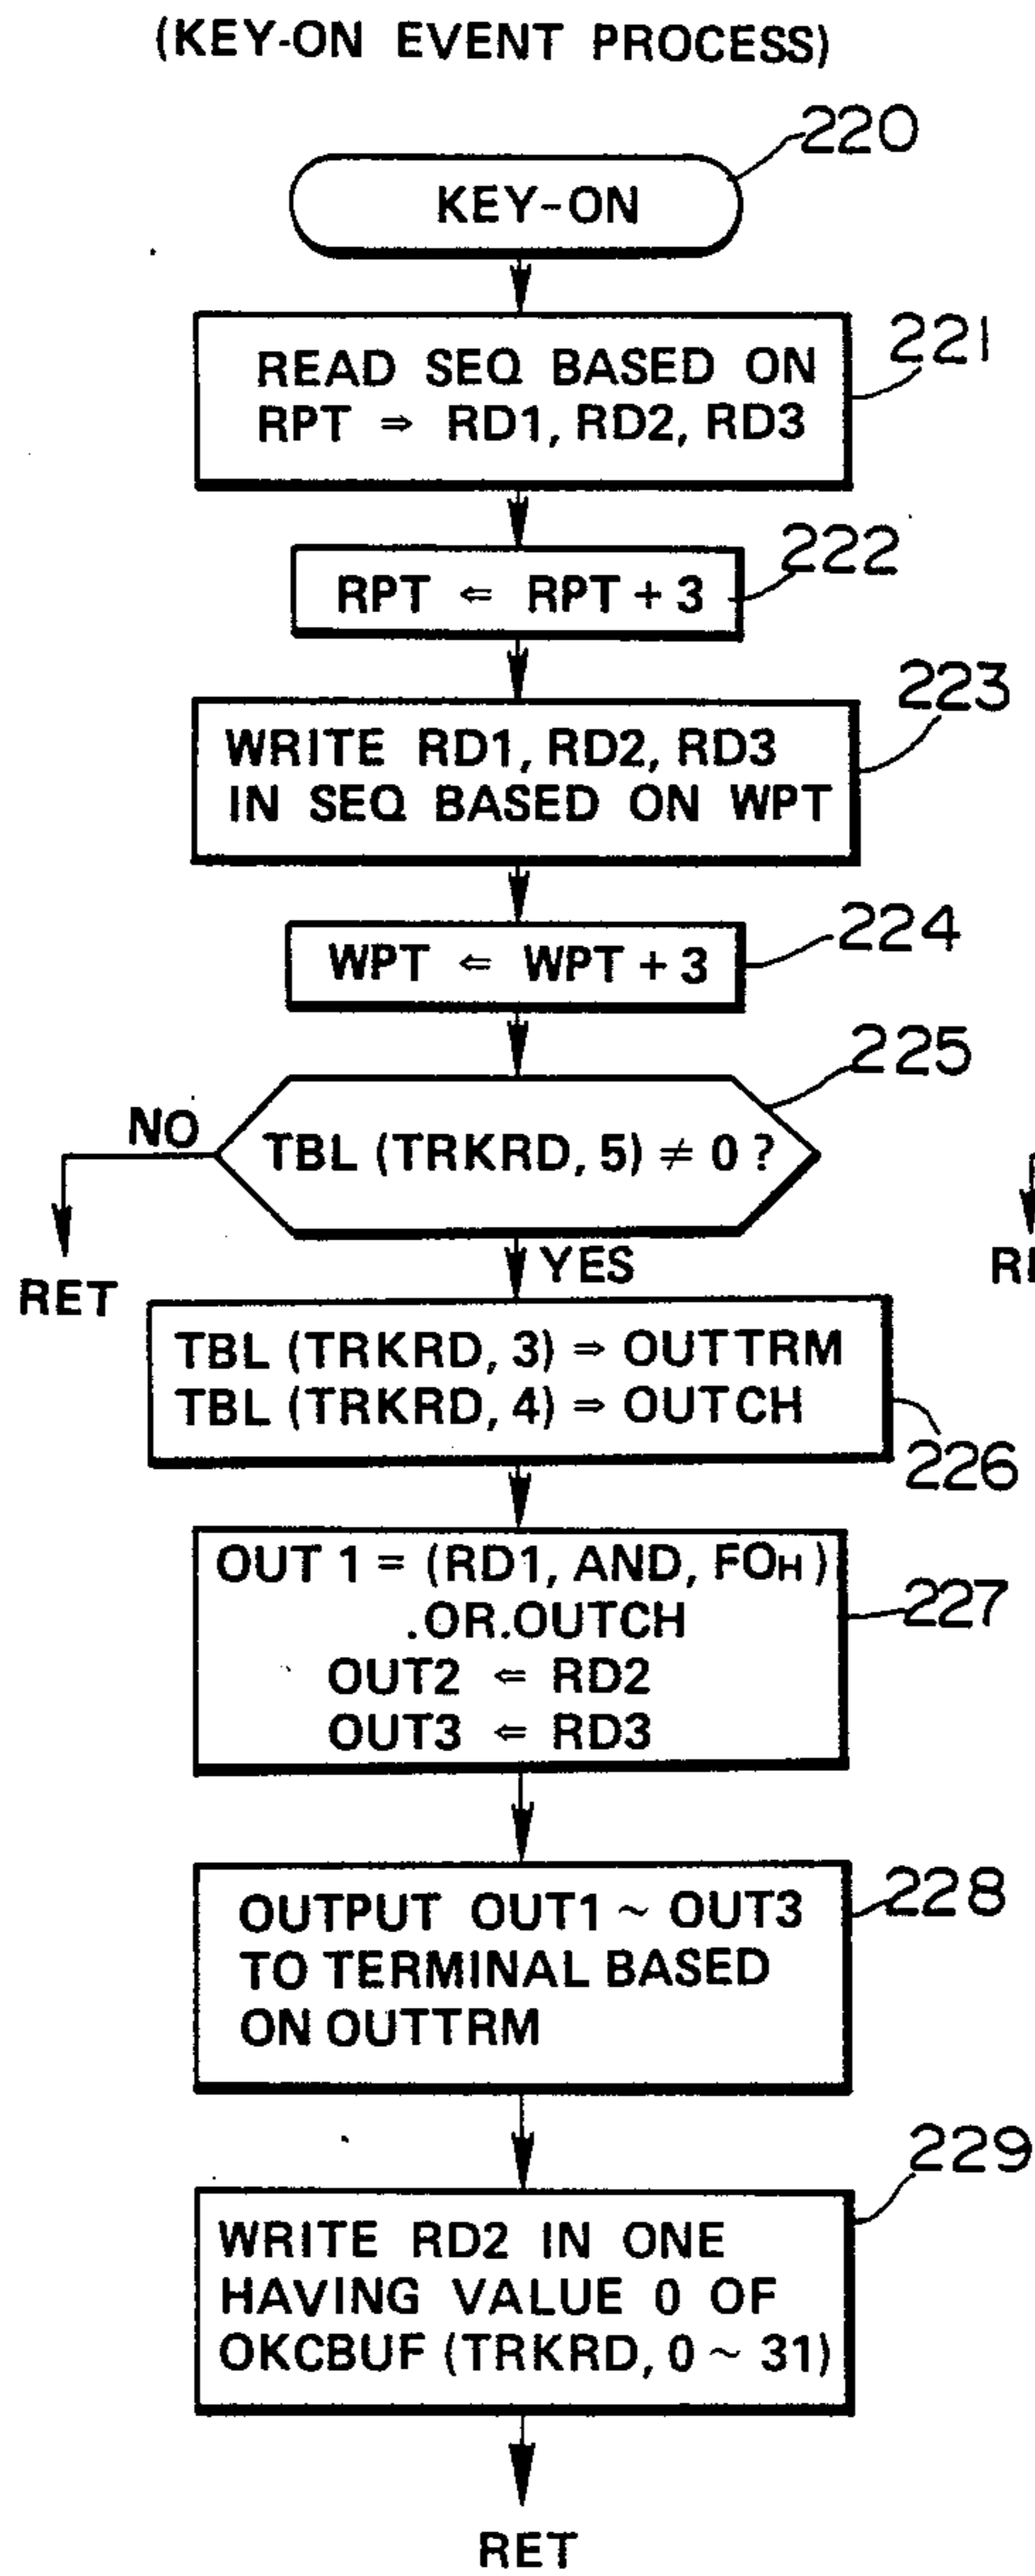 (KEY-ON EVENT PROCESS)
220
KEY-ON
221
READ SEQ BASED ON
RPT ⇒ RD1, RD2, RD3
222
RPT ⇐ RPT + 3
223
WRITE RD1, RD2, RD3
IN SEQ BASED ON WPT
224
WPT ⇐ WPT + 3
225
NO
TBL (TRKRD, 5) ≠ 0 ?
YES
RET
TBL (TRKRD, 3) ⇒ OUTTRM
TBL (TRKRD, 4) ⇒ OUTCH
226
OUT 1 = (RD1, AND, FOH)
.OR.OUTCH
OUT2 ⇐ RD2
OUT3 ⇐ RD3
227
OUTPUT OUT1 ~ OUT3
TO TERMINAL BASED
ON OUTTRM
228
229
WRITE RD2 IN ONE
HAVING VALUE 0 OF
OKCBUF (TRKRD, 0 ~ 31)
RET